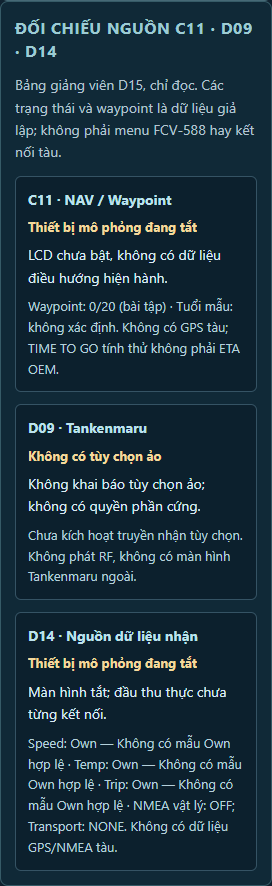 ĐỐI CHIẾU NGUỒN C11 · D09
· D14
Bảng giảng viên D15, chỉ đọc. Các
trạng thái và waypoint là dữ liệu giả
lập; không phải menu FCV-588 hay kết
nối tàu.
C11 · NAV / Waypoint
Thiết bị mô phỏng đang tắt
LCD chưa bật, không có dữ liệu
điều hướng hiện hành.
Waypoint: 0/20 (bài tập) · Tuổi mẫu:
không xác định. Không có GPS tàu;
TIME TO GO tính thử không phải ETA
OEM.
D09 · Tankenmaru
Không có tùy chọn ảo
Không khai báo tùy chọn ảo;
không có quyền phần cứng.
Chưa kích hoạt truyền nhận tùy chọn.
Không phát RF, không có màn hình
Tankenmaru ngoài.
D14 · Nguồn dữ liệu nhận
Thiết bị mô phỏng đang tắt
Màn hình tắt; đầu thu thực chưa
từng kết nối.
Speed: Own — Không có mẫu Own
hợp lệ · Temp: Own — Không có mẫu
Own hợp lệ · Trip: Own — Không có
mẫu Own hợp lệ · NMEA vật lý: OFF;
Transport: NONE. Không có dữ liệu
GPS/NMEA tàu.